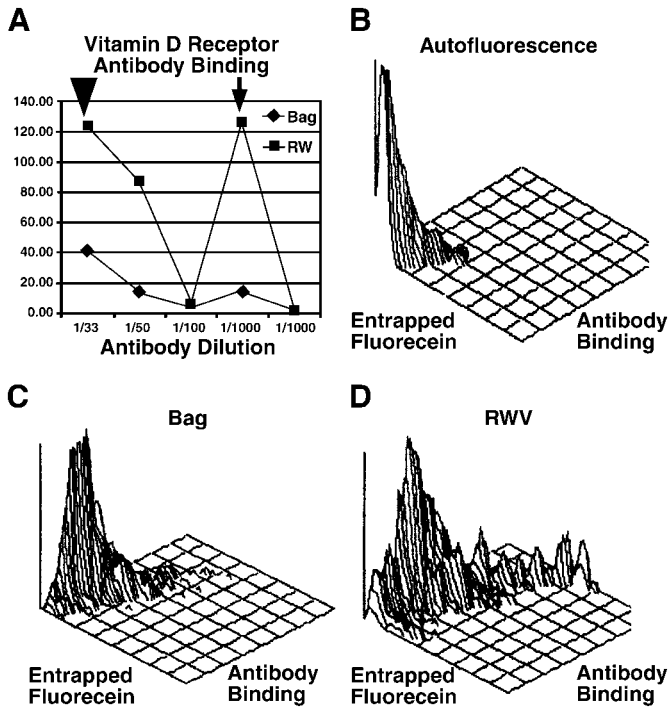 A
Vitamin D Receptor
Antibody Binding
140.00
120.00
100.00
80.00
60.00
40.00
20.00
0.00
Bag
RW
1/33 1/50 1/100 1/1000 1/1000
Antibody Dilution
B
Autofluorescence
Entrapped
Fluorecein
Antibody
Binding
C
Bag
Entrapped
Fluorecein
Antibody
Binding
D
RWV
Entrapped
Fluorecein
Antibody
Binding